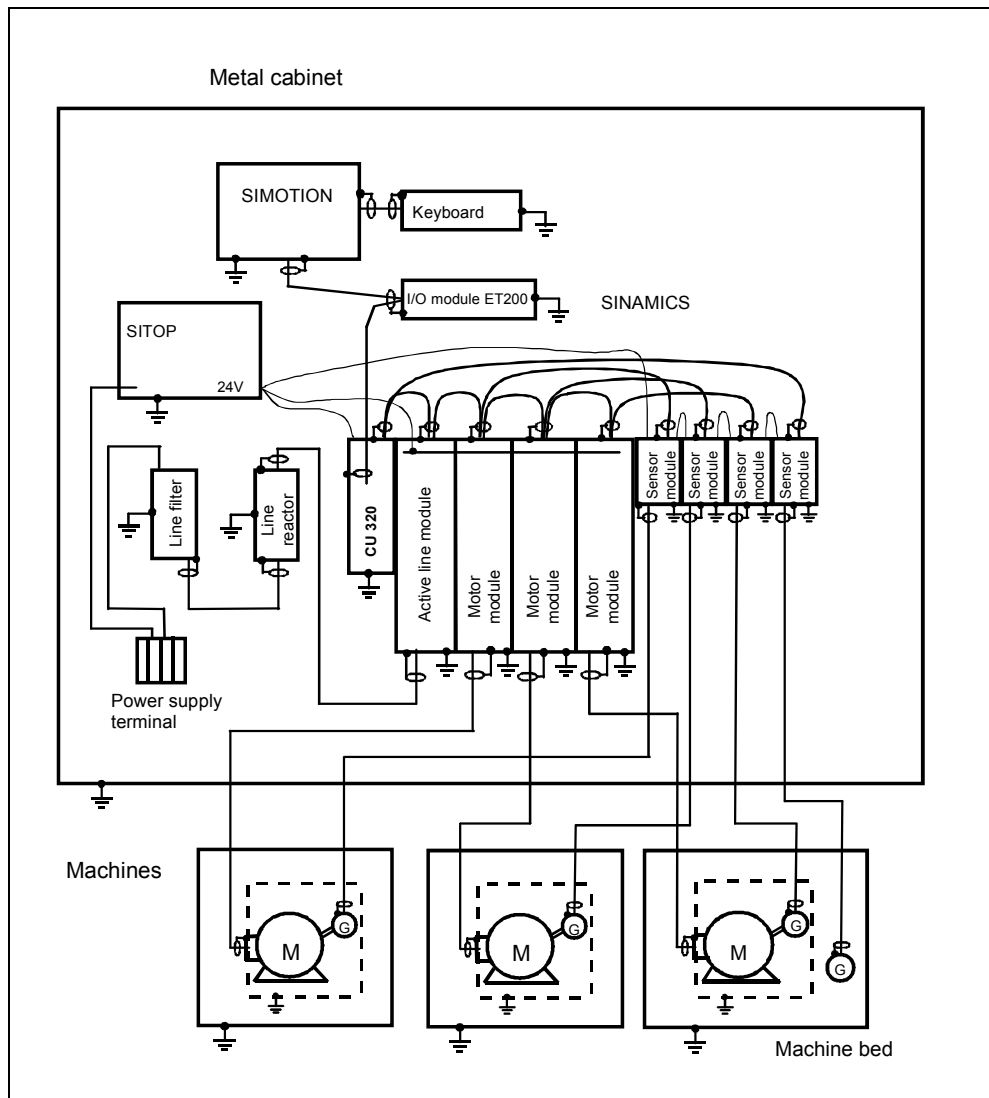 Metal cabinet
SIMOTION
Keyboard
I/O module ET200
SINAMICS
SITOP
24V
Line filter
Line
reactor
CU 320
Active line module
Motor
module
Motor
module
Motor
module
Sensor
module
Sensor
module
Sensor
module
Sensor
module
Power supply
terminal
Machines
M
G
M
G
M
G
G
Machine bed